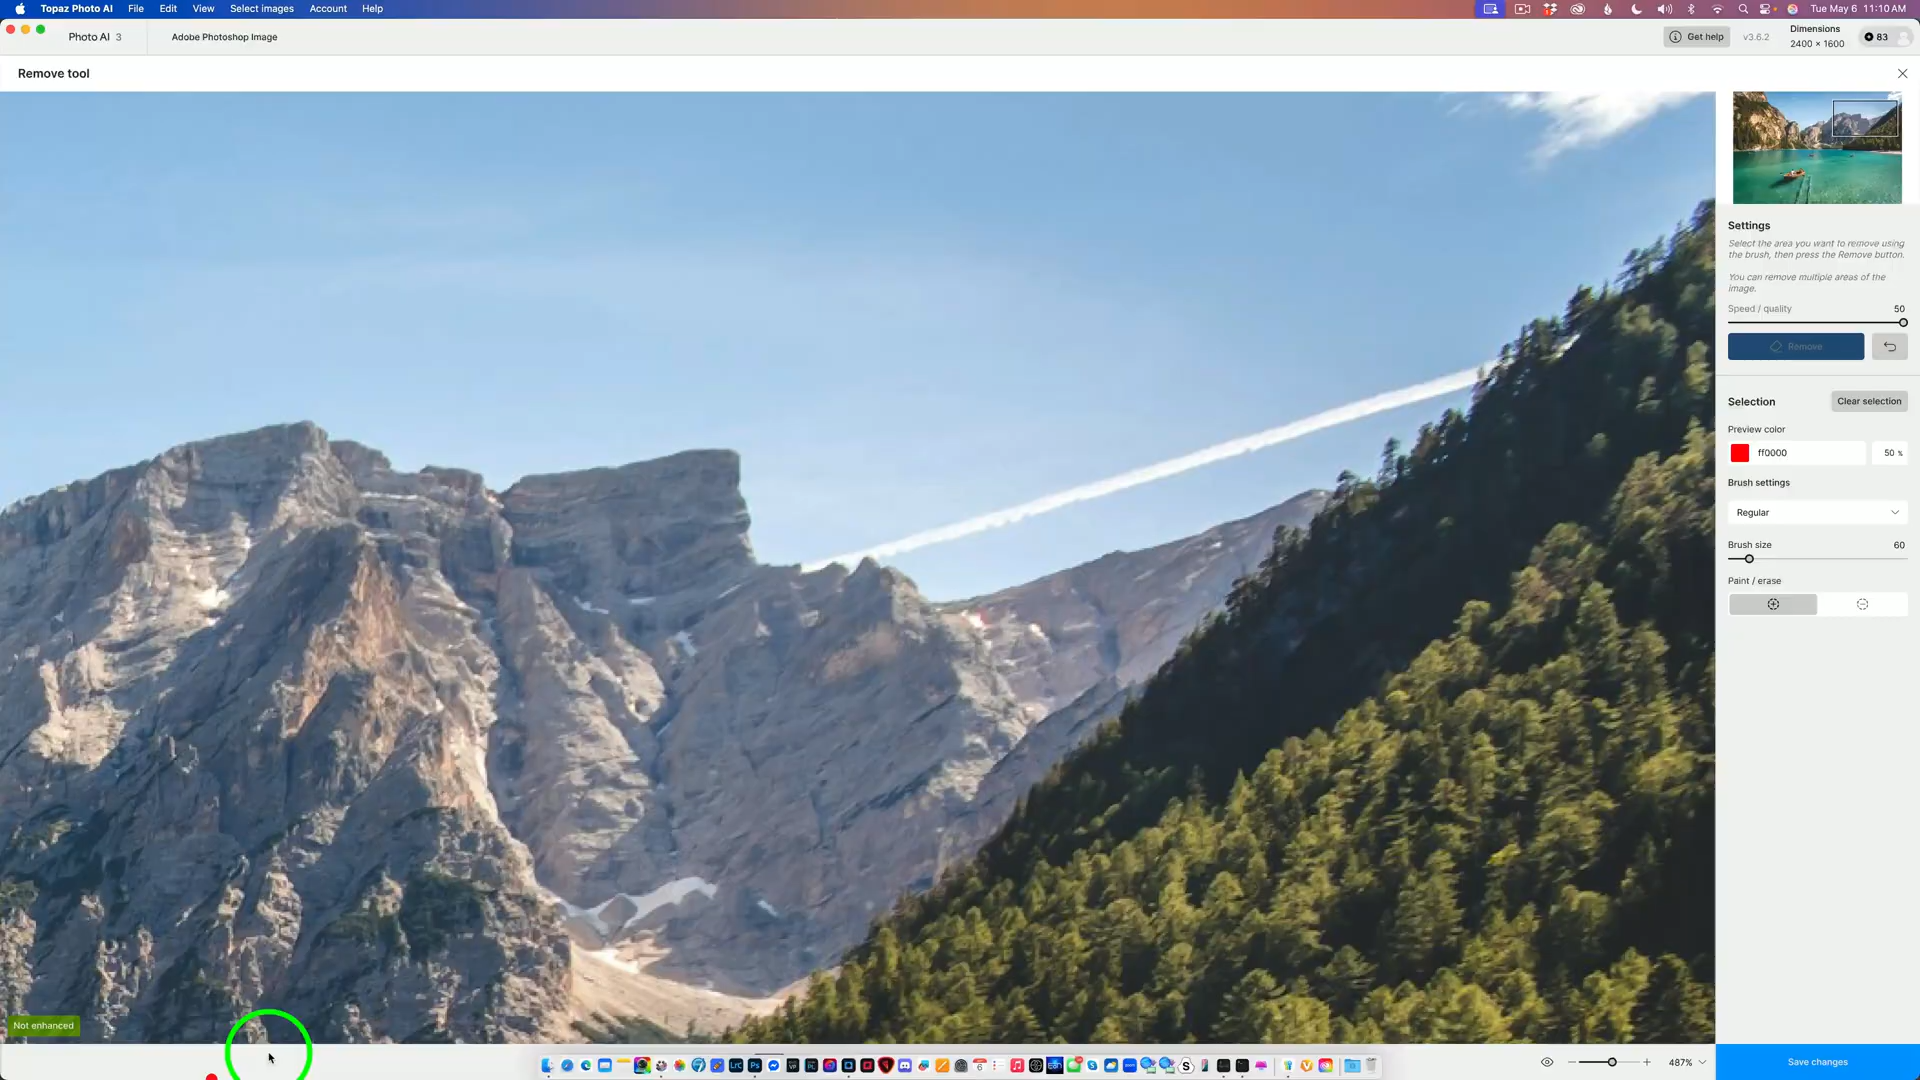 Topaz Photo AI File Edit View Select images Account Help Tue May 6 11:10 AM
Photo AI 3 Adobe Photoshop Image Get help v3.6.2 Dimensions 2400 × 1600 83
Remove tool
Settings
Select the area you want to remove using
the brush, then press the Remove button.
You can remove multiple areas of the
image.
Speed / quality 50
Remove
Selection Clear selection
Preview color
ff0000 50 %
Brush settings
Regular
Brush size 60
Paint / erase
Not enhanced
LrC Ps
487% Save changes